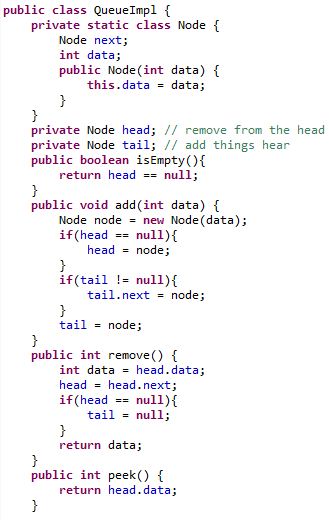 public class QueueImpl {
    private static class Node {
        Node next;
        int data;
        public Node(int data) {
            this.data = data;
        }
    }
    private Node head; // remove from the head
    private Node tail; // add things hear
    public boolean isEmpty(){
        return head == null;
    }
    public void add(int data) {
        Node node = new Node(data);
        if(head == null){
            head = node;
        }
        if(tail != null){
            tail.next = node;
        }
        tail = node;
    }
    public int remove() {
        int data = head.data;
        head = head.next;
        if(head == null){
            tail = null;
        }
        return data;
    }
    public int peek() {
        return head.data;
    }